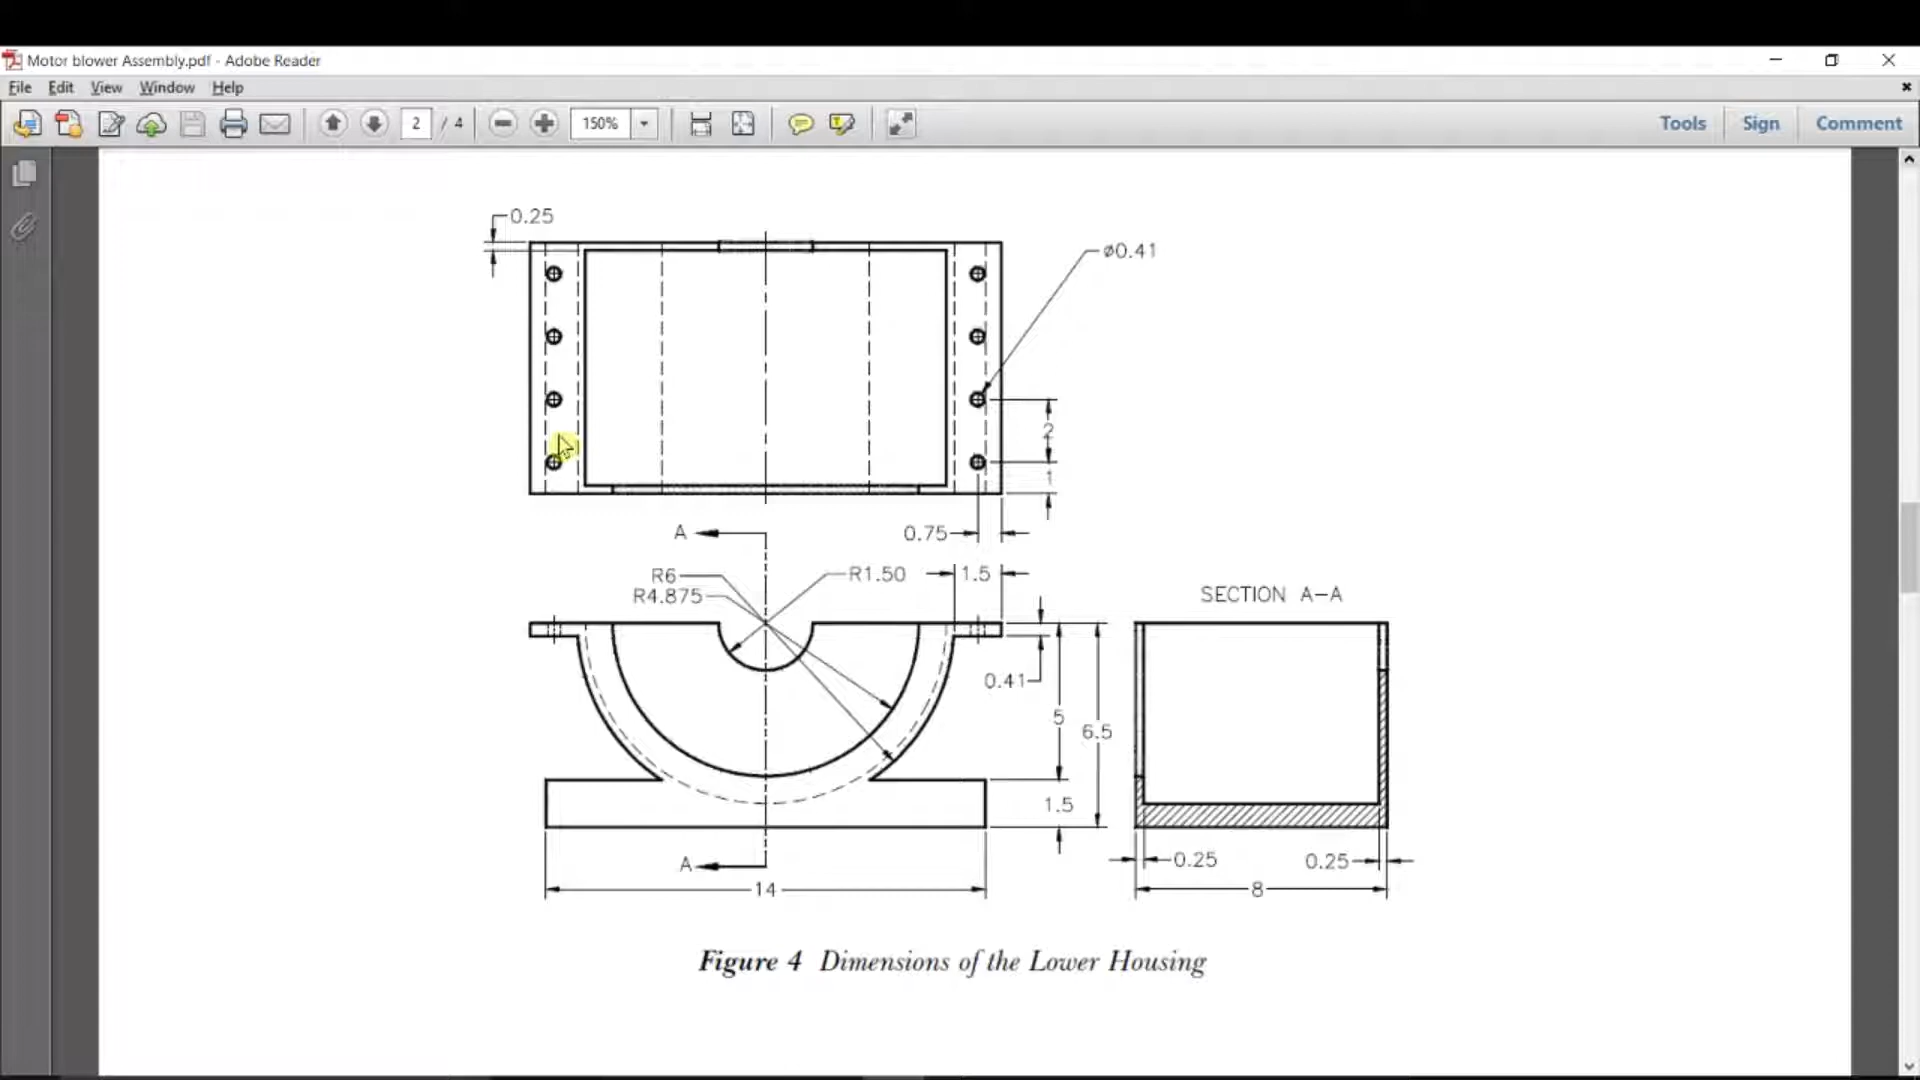 Motor blower Assembly.pdf - Adobe Reader
File Edit View Window Help
2 / 4 150% Tools Sign Comment
0.25
⌀0.41
2
1
A 0.75
R6 R1.50 1.5
R4.875
SECTION A-A
0.41
5
6.5
1.5
A 0.25 0.25
14 8
Figure 4 Dimensions of the Lower Housing